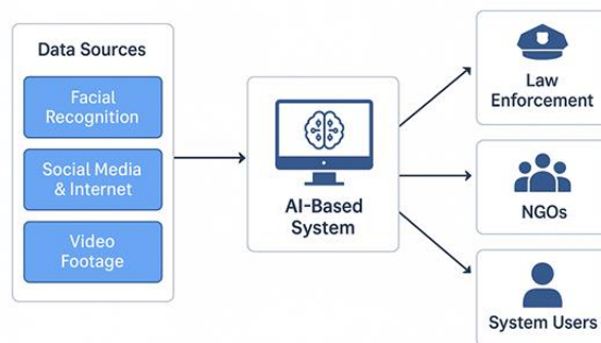 Data Sources
Facial
Recognition
Social Media
& Internet
Video
Footage
AI-Based
System
Law
Enforcement
NGOs
System Users